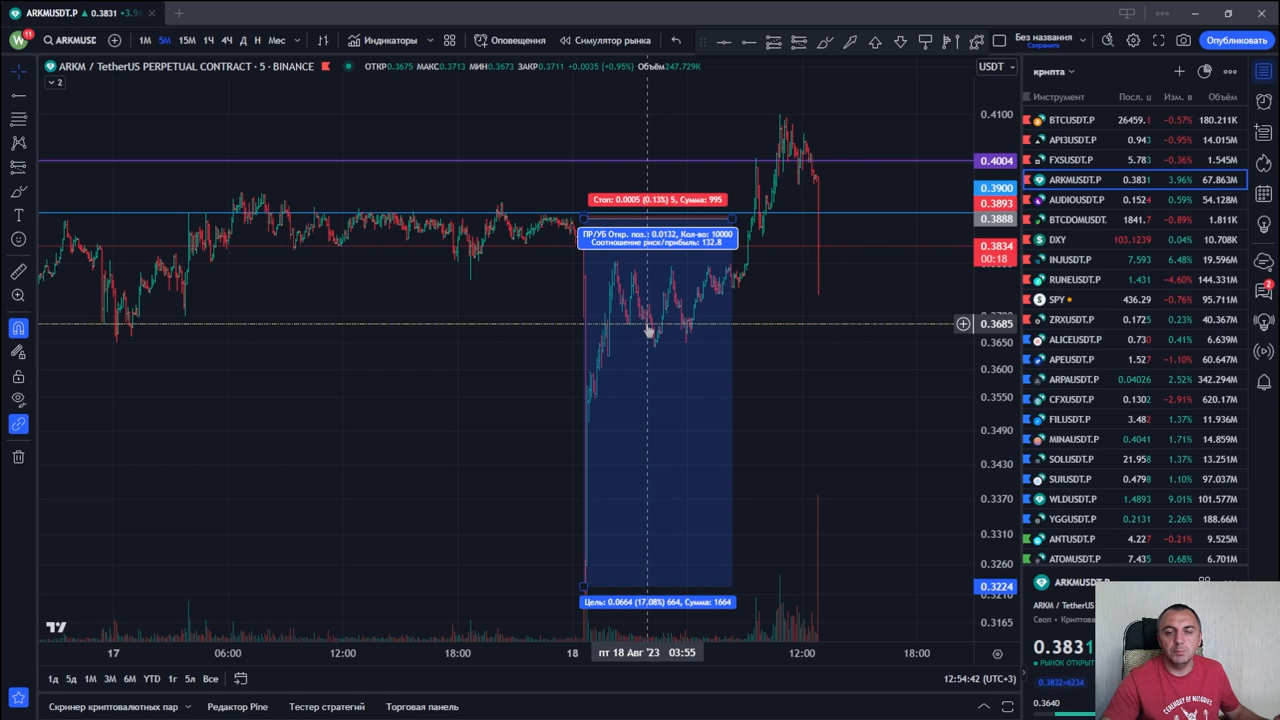 ARKMUSDT.P ▲ 0.3831 +3.9
W 11 ARKMUSD 1М 5М 15М 1Ч 4Ч Д Н Мес Индикаторы Оповещения Симулятор рынка Без названия Сохранить Опубликовать
ARKM / TetherUS PERPETUAL CONTRACT · 5 · BINANCE ОТКР0.3675 МАКС0.3713 МИН0.3673 ЗАКР0.3711 +0.0035 (+0.95%) Объём247.729K
2
USDT
0.4100
0.4004
0.3900
0.3893
0.3888
0.3834
00:18
0.3685
0.3650
0.3600
0.3550
0.3490
0.3430
0.3370
0.3310
0.3260
0.3224
0.3210
0.3165
Стоп: 0.0005 (0.13%) 5, Сумма: 995
ПР/УБ Откр. поз.: 0.0132, Кол-во: 10000
Соотношение риск/прибыль: 132.8
Цель: 0.0664 (17.08%) 664, Сумма: 1664
17 06:00 12:00 18:00 18 пт 18 Авг '23 03:55 12:00 18:00
1д 5д 1М 3М 6М YTD 1г 5л Все
12:54:42 (UTC+3)
Скринер криптовалютных пар Редактор Pine Тестер стратегий Торговая панель
крипта
Инструмент Посл. ц Изм. в Объём
BTCUSDT.P 26459.1 −0.57% 180.211K
API3USDT.P 0.943 −0.95% 14.015M
FXSUSDT.P 5.783 −0.36% 1.545M
ARKMUSDT.P 0.3831 3.96% 67.863M
AUDIOUSDT.P 0.1524 0.59% 54.128M
BTCDOMUSDT. 1841.7 −0.89% 1.811K
DXY 103.1239 0.04% 10.708K
INJUSDT.P 7.593 6.48% 19.596M
RUNEUSDT.P 1.431 −4.60% 144.331M
SPY 436.29 −0.76% 95.711M
ZRXUSDT.P 0.1725 0.23% 40.367M
ALICEUSDT.P 0.730 0.41% 6.639M
APEUSDT.P 1.527 −1.10% 60.647M
ARPAUSDT.P 0.04026 2.52% 342.294M
CFXUSDT.P 0.1302 −2.91% 620.17M
FILUSDT.P 3.482 1.37% 11.936M
MINAUSDT.P 0.4041 1.71% 14.859M
SOLUSDT.P 21.958 1.37% 13.251M
SUIUSDT.P 0.4798 1.10% 97.037M
WLDUSDT.P 1.4893 9.01% 101.577M
YGGUSDT.P 0.2131 2.26% 188.66M
ANTUSDT.P 4.227 −0.21% 9.525M
ATOMUSDT.P 7.435 0.68% 6.701M
ARKMUSDT.P
ARKM / TetherUS
Своп · Криптова
0.3831
РЫНОК ОТКРЫТ
0.3832×6234
0.3640
2